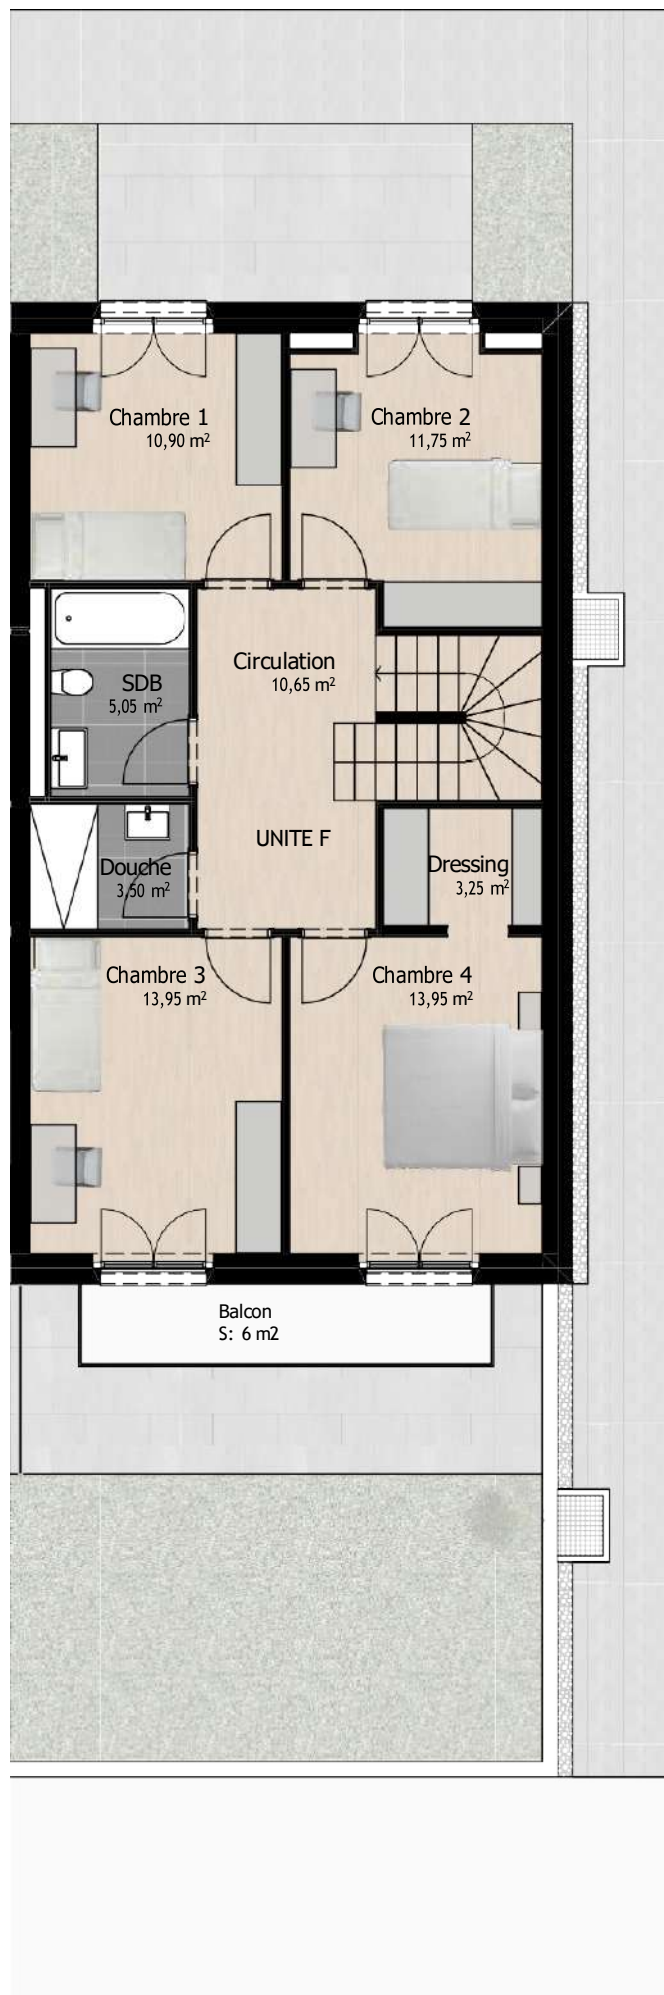 Chambre 1
10,90 m²
Chambre 2
11,75 m²
Circulation
10,65 m²
SDB
5,05 m²
UNITE F
Douche
3,50 m²
Dressing
3,25 m²
Chambre 3
13,95 m²
Chambre 4
13,95 m²
Balcon
S: 6 m2